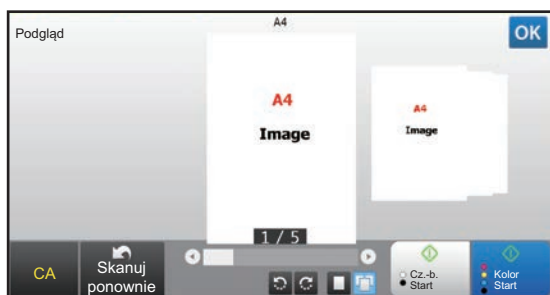 A4
Podgląd
OK
A4
Image
A4
Image
1 / 5
CA
Skanuj
ponownie
Cz.-b.
Start
Kolor
Start